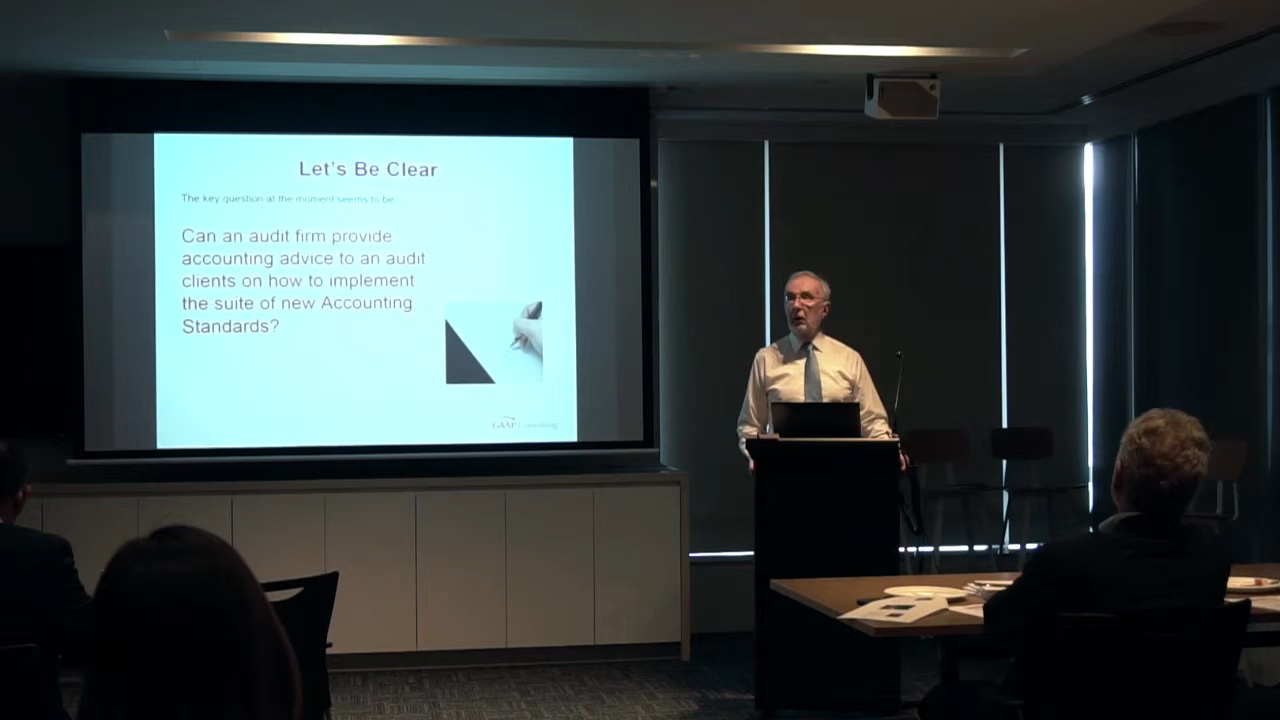 Let's Be Clear
The key question at the moment seems to be
Can an audit firm provide
accounting advice to an audit
clients on how to implement
the suite of new Accounting
Standards?
GAAP Consulting